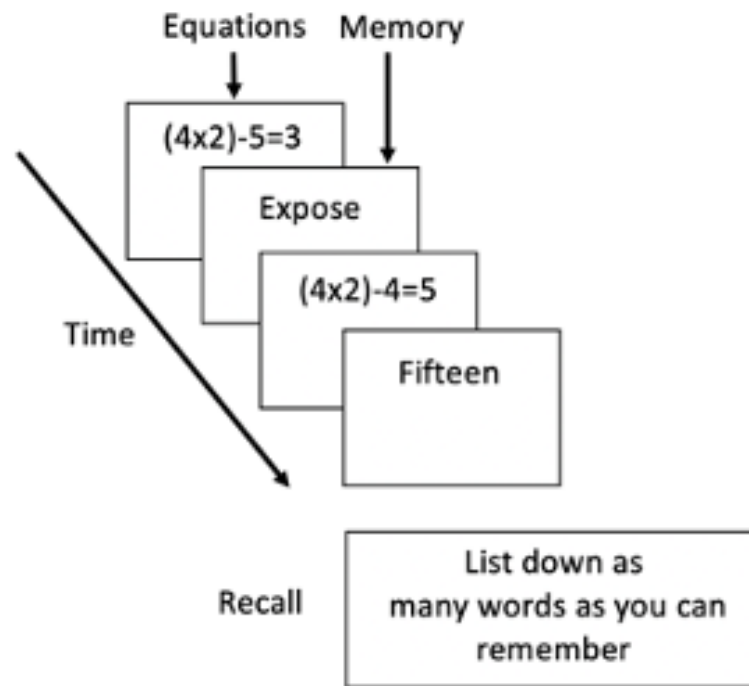 Equations Memory
(4x2)-5=3
Expose
(4x2)-4=5
Time
Fifteen
Recall
List down as
many words as you can
remember